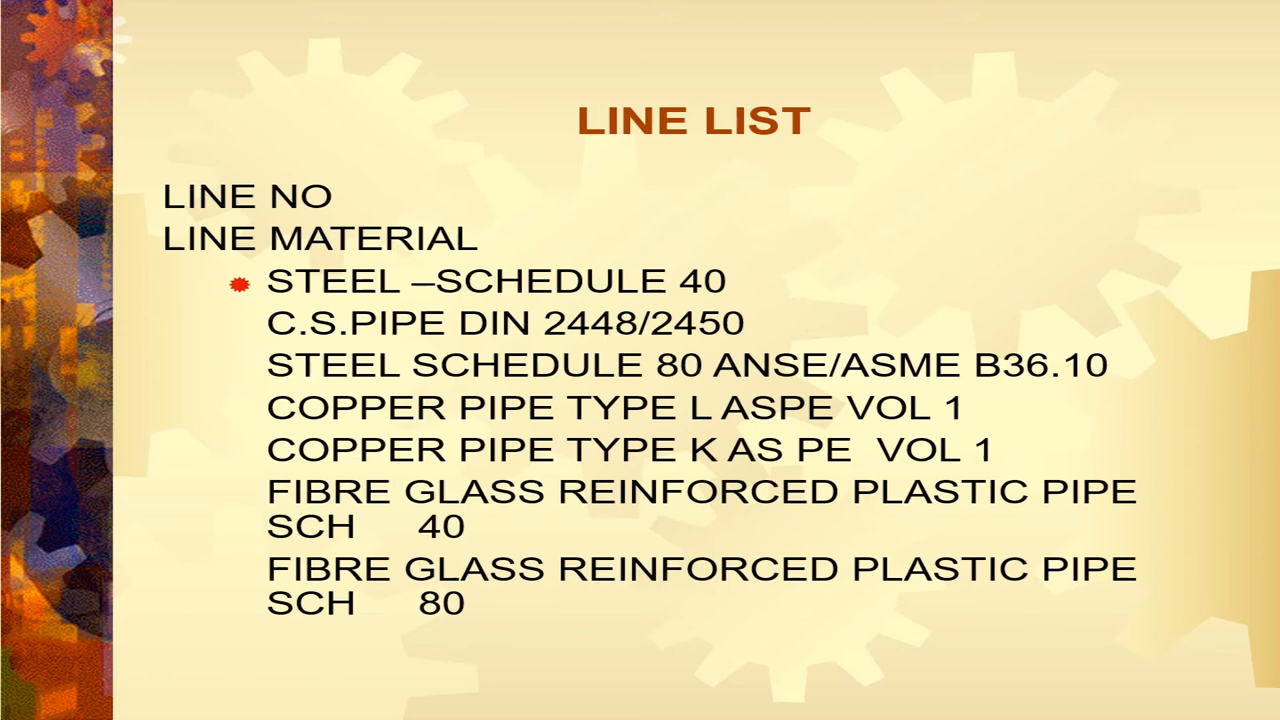 LINE LIST
LINE NO
LINE MATERIAL
STEEL –SCHEDULE 40
C.S.PIPE DIN 2448/2450
STEEL SCHEDULE 80 ANSE/ASME B36.10
COPPER PIPE TYPE L ASPE VOL 1
COPPER PIPE TYPE K AS PE VOL 1
FIBRE GLASS REINFORCED PLASTIC PIPE
SCH 40
FIBRE GLASS REINFORCED PLASTIC PIPE
SCH 80